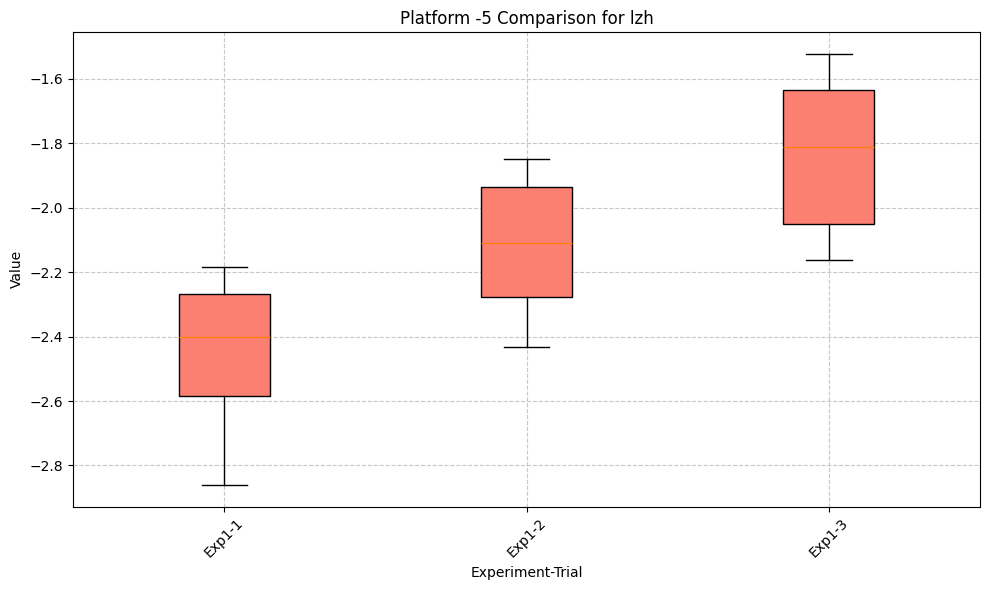 Platform -5 Comparison for lzh
−1.6
−1.8
−2.0
−2.2
−2.4
−2.6
−2.8
Value
Exp1-1
Exp1-2
Exp1-3
Experiment-Trial